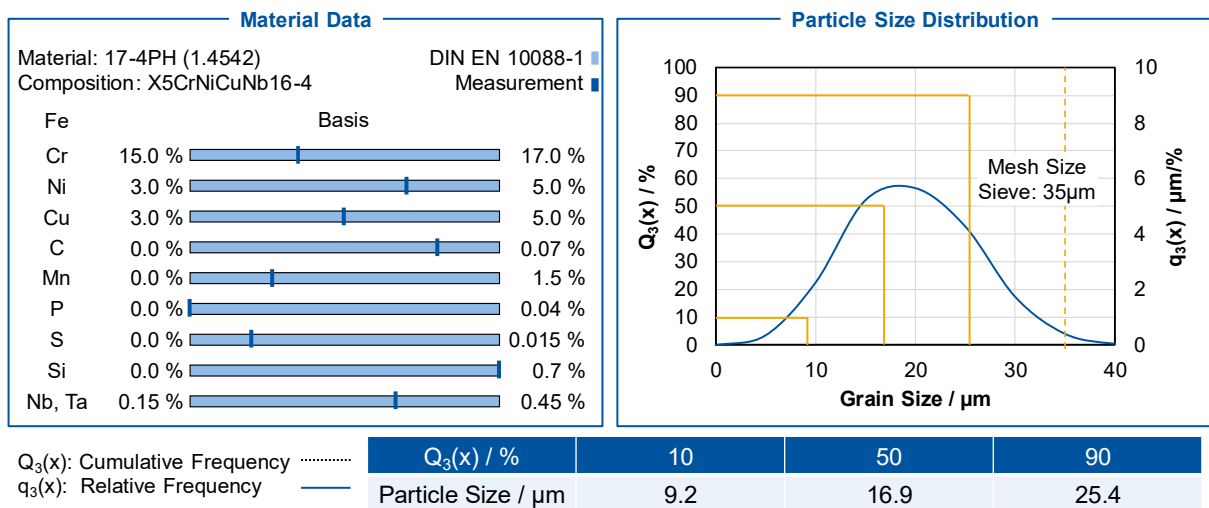 Material Data
Material: 17-4PH (1.4542) DIN EN 10088-1
Composition: X5CrNiCuNb16-4 Measurement
Fe Basis
Cr 15.0 % 17.0 %
Ni 3.0 % 5.0 %
Cu 3.0 % 5.0 %
C 0.0 % 0.07 %
Mn 0.0 % 1.5 %
P 0.0 % 0.04 %
S 0.0 % 0.015 %
Si 0.0 % 0.7 %
Nb, Ta 0.15 % 0.45 %
Particle Size Distribution
Q₃(x) / %
100
90
80
70
60
50
40
30
20
10
0
Mesh Size
Sieve: 35µm
10
8
6
4
2
0
q₃(x) / µm/%
0 10 20 30 40
Grain Size / µm
Q₃(x): Cumulative Frequency
q₃(x): Relative Frequency
Q₃(x) / % 10 50 90
Particle Size / µm 9.2 16.9 25.4